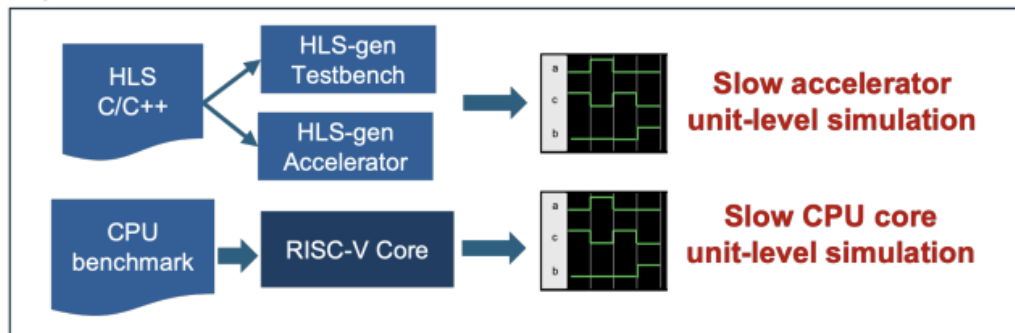 HLS
C/C++
HLS-gen
Testbench
HLS-gen
Accelerator
a
c
b
Slow accelerator
unit-level simulation
CPU
benchmark
RISC-V Core
a
c
b
Slow CPU core
unit-level simulation